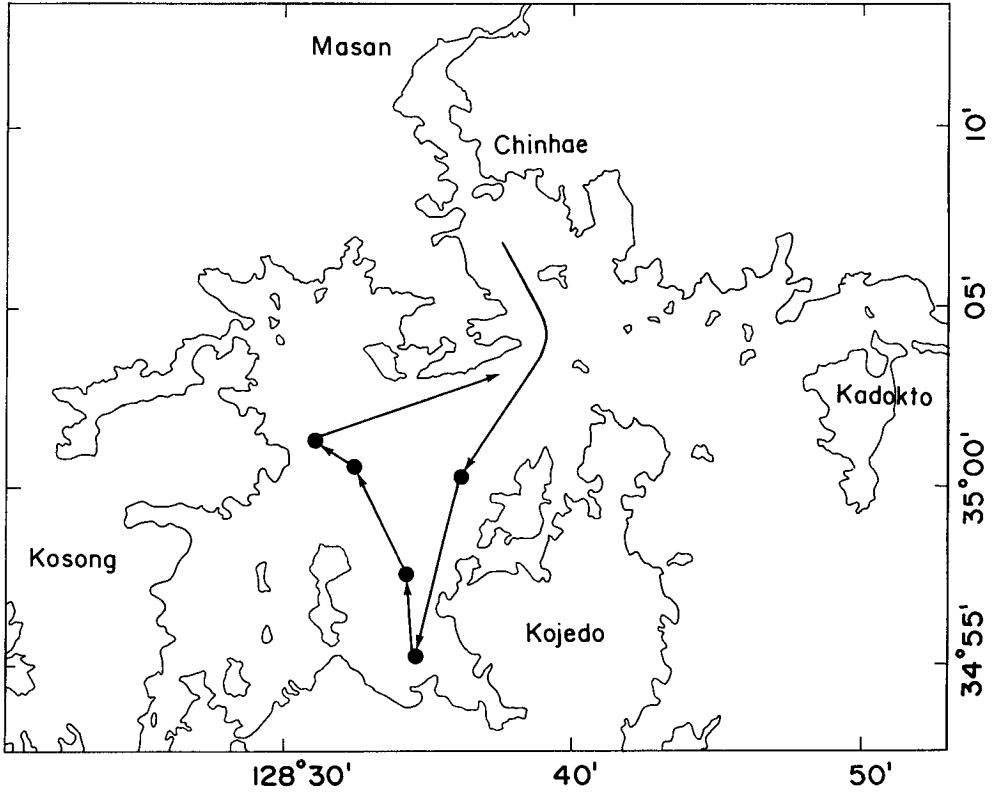 Masan
Chinhae
10'
05'
Kadokto
35°00'
Kosong
Kojedo
34°55'
128°30'
40'
50'